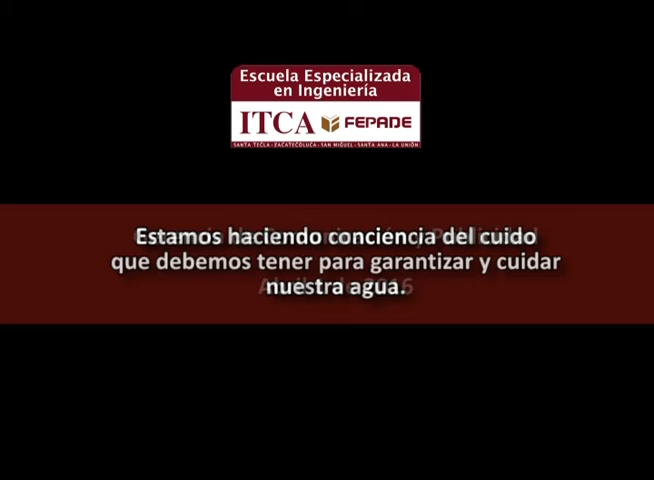 Escuela Especializada
en Ingeniería
ITCA FEPADE
SANTA TECLA - ZACATECOLUCA - SAN MIGUEL - SANTA ANA - LA UNIÓN
Estamos haciendo conciencia del cuido
que debemos tener para garantizar y cuidar
nuestra agua.